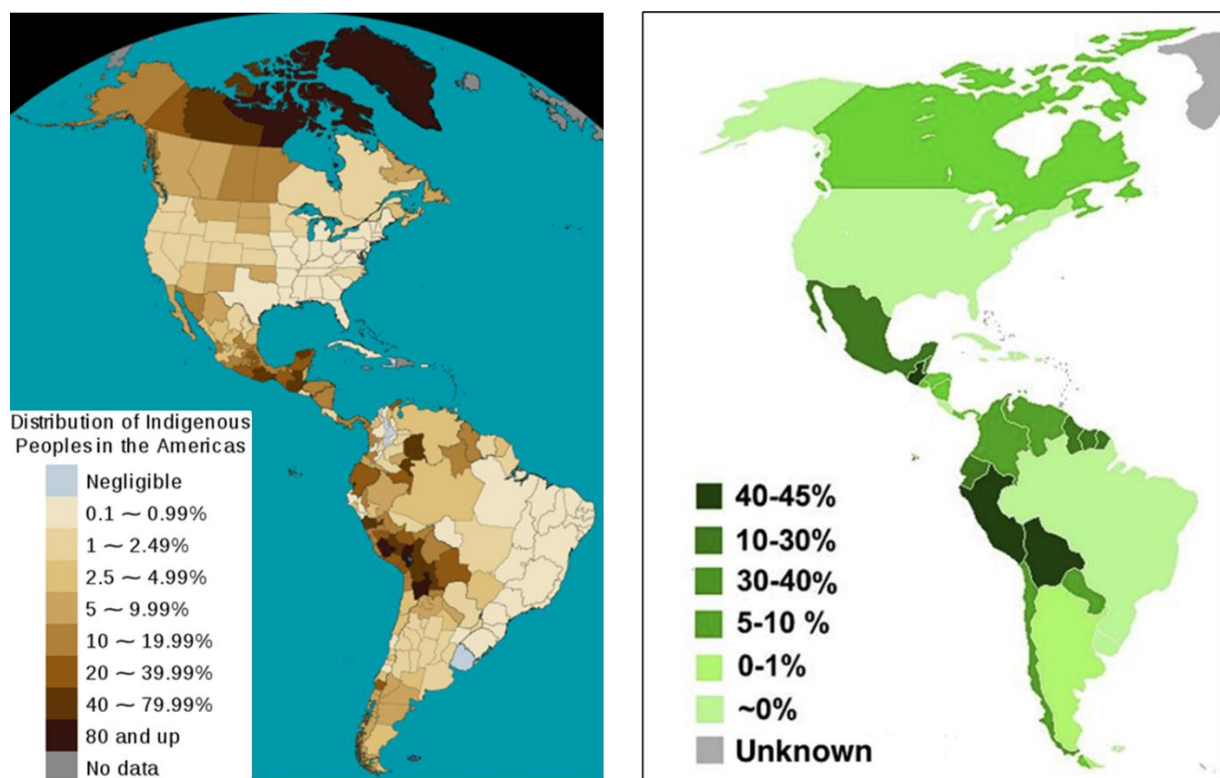 Distribution of Indigenous
Peoples in the Americas
Negligible
0.1 ~ 0.99%
1 ~ 2.49%
2.5 ~ 4.99%
5 ~ 9.99%
10 ~ 19.99%
20 ~ 39.99%
40 ~ 79.99%
80 and up
No data
40-45%
10-30%
30-40%
5-10 %
0-1%
~0%
Unknown